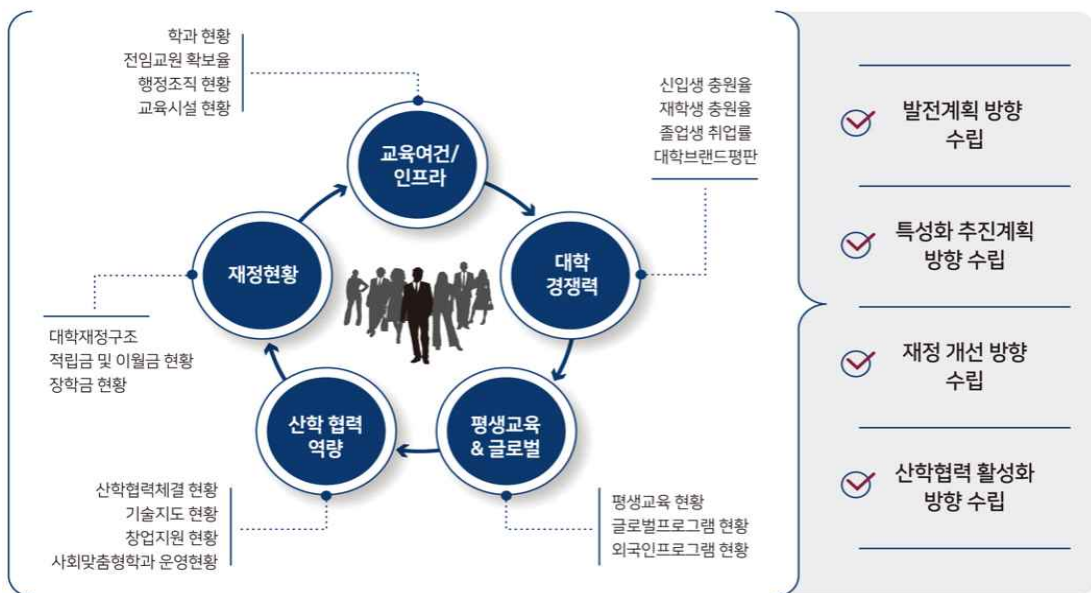 학과 현황
전임교원 확보율
행정조직 현황
교육시설 현황
교육여건/
인프라
신입생 충원율
재학생 충원율
졸업생 취업률
대학브랜드평판
대학
경쟁력
재정현황
대학재정구조
적립금 및 이월금 현황
장학금 현황
산학 협력
역량
평생교육
& 글로벌
산학협력체결 현황
기술지도 현황
창업지원 현황
사회맞춤형학과 운영현황
평생교육 현황
글로벌프로그램 현황
외국인프로그램 현황
발전계획 방향
수립
특성화 추진계획
방향 수립
재정 개선 방향
수립
산학협력 활성화
방향 수립